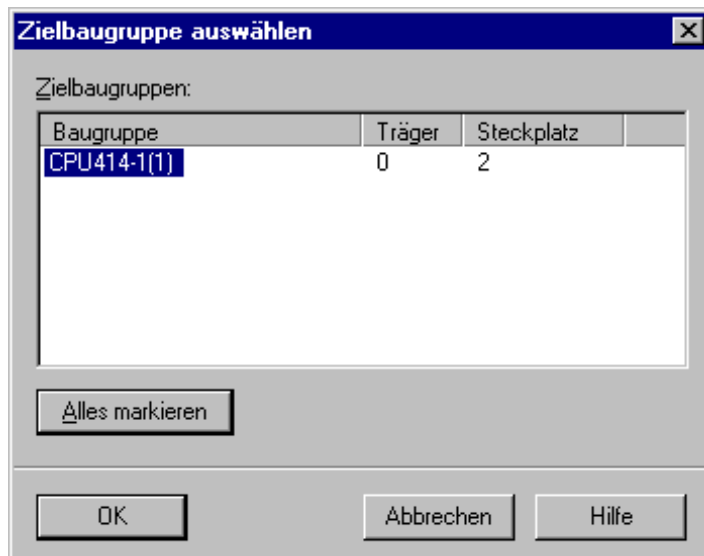 Zielbaugruppe auswählen
Zielbaugruppen:
Baugruppe Träger Steckplatz
CPU414-1(1) 0 2
Alles markieren
OK Abbrechen Hilfe